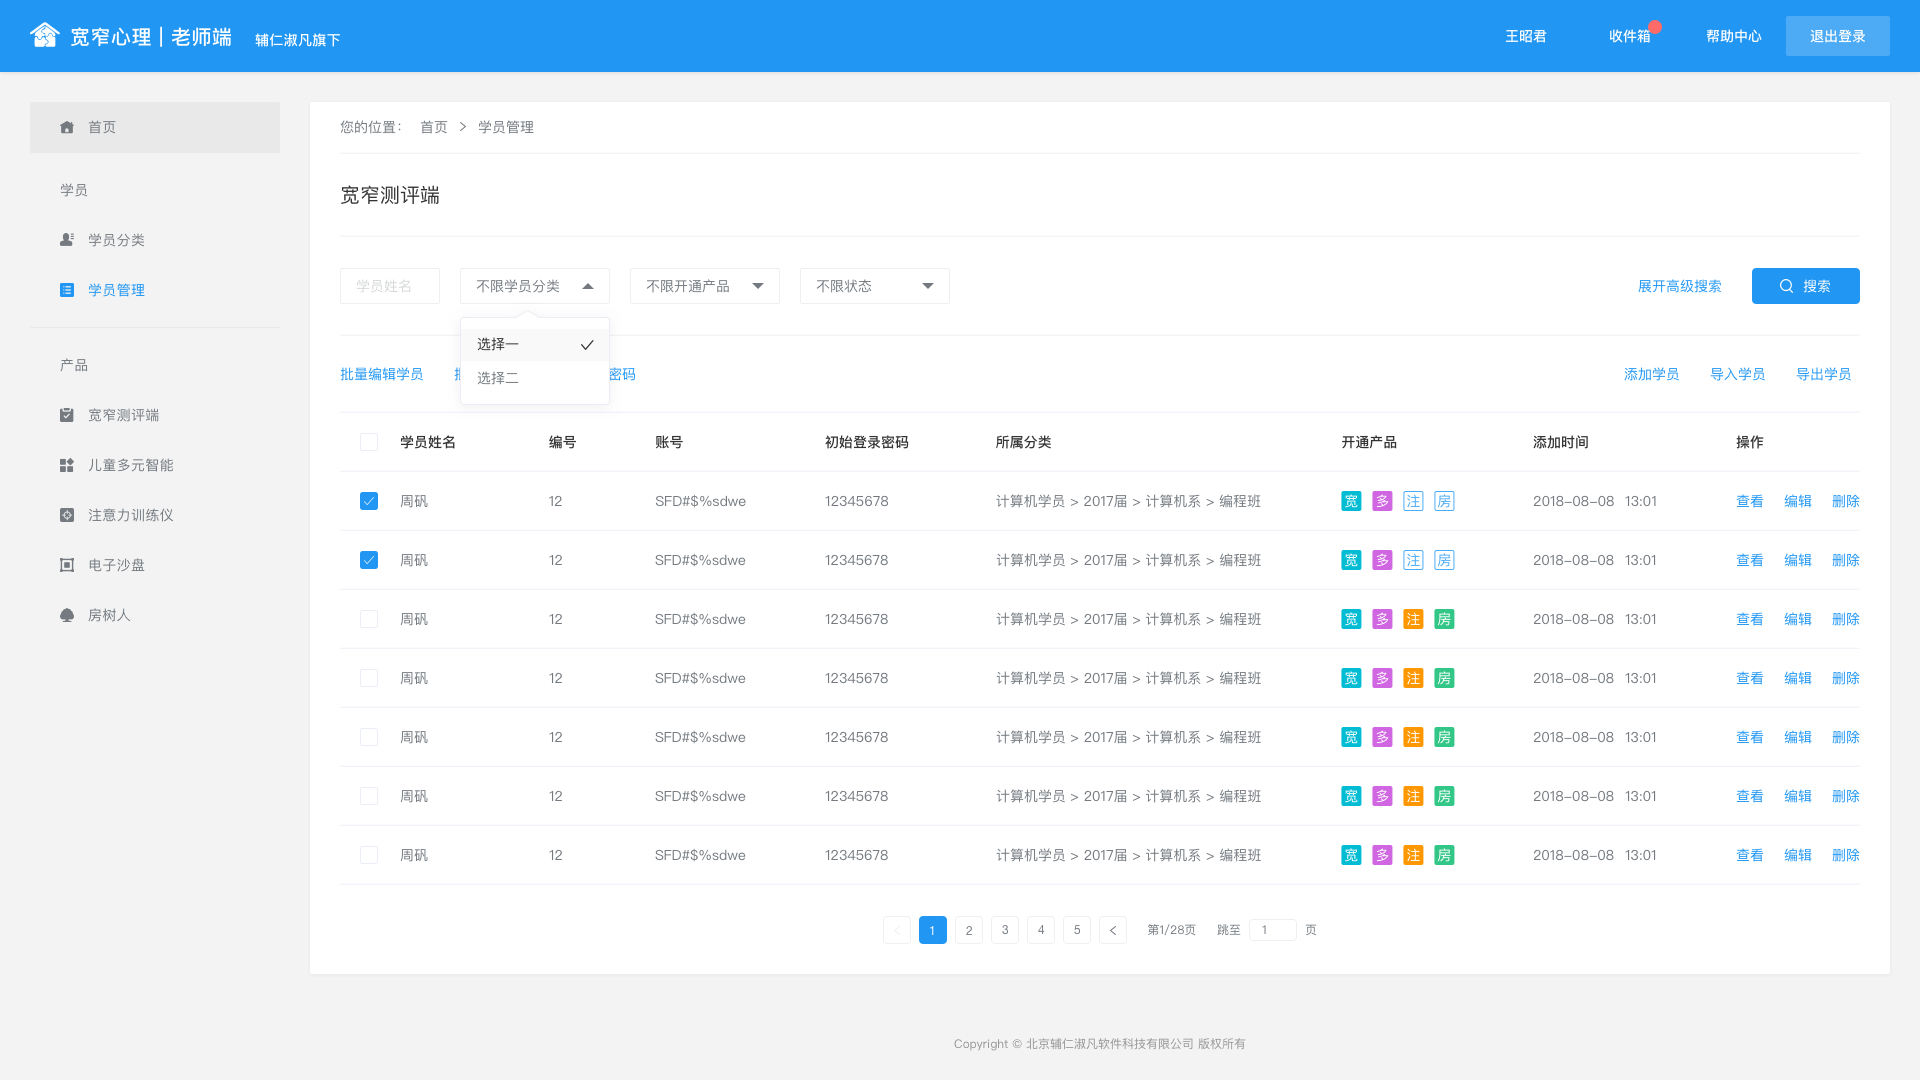 宽窄心理 | 老师端 辅仁淑凡旗下 王昭君 收件箱 帮助中心 退出登录
首页
学员
学员分类
学员管理
产品
宽窄测评端
儿童多元智能
注意力训练仪
电子沙盘
房树人
您的位置： 首页 > 学员管理
宽窄测评端
学员姓名 不限学员分类 不限开通产品 不限状态 展开高级搜索 搜索
选择一
选择二
批量编辑学员 密码 添加学员 导入学员 导出学员
学员姓名 编号 账号 初始登录密码 所属分类 开通产品 添加时间 操作
周矾 12 SFD#$%sdwe 12345678 计算机学员 > 2017届 > 计算机系 > 编程班 宽 多 注 房 2018-08-08 13:01 查看 编辑 删除
周矾 12 SFD#$%sdwe 12345678 计算机学员 > 2017届 > 计算机系 > 编程班 宽 多 注 房 2018-08-08 13:01 查看 编辑 删除
周矾 12 SFD#$%sdwe 12345678 计算机学员 > 2017届 > 计算机系 > 编程班 宽 多 注 房 2018-08-08 13:01 查看 编辑 删除
周矾 12 SFD#$%sdwe 12345678 计算机学员 > 2017届 > 计算机系 > 编程班 宽 多 注 房 2018-08-08 13:01 查看 编辑 删除
周矾 12 SFD#$%sdwe 12345678 计算机学员 > 2017届 > 计算机系 > 编程班 宽 多 注 房 2018-08-08 13:01 查看 编辑 删除
周矾 12 SFD#$%sdwe 12345678 计算机学员 > 2017届 > 计算机系 > 编程班 宽 多 注 房 2018-08-08 13:01 查看 编辑 删除
周矾 12 SFD#$%sdwe 12345678 计算机学员 > 2017届 > 计算机系 > 编程班 宽 多 注 房 2018-08-08 13:01 查看 编辑 删除
< 1 2 3 4 5 < 第1/28页 跳至 1 页
Copyright © 北京辅仁淑凡软件科技有限公司 版权所有